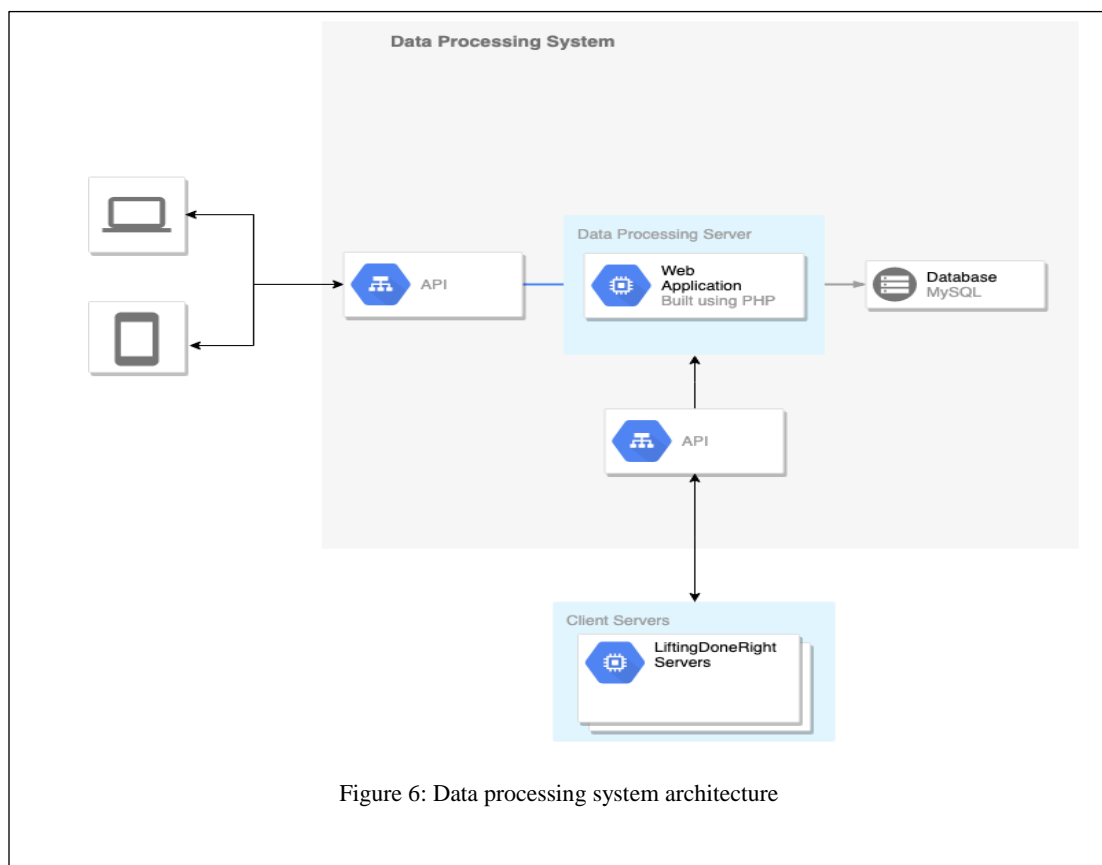 Data Processing System
Data Processing Server
API
Web
Application
Built using PHP
Database
MySQL
API
Client Servers
LiftingDoneRight
Servers
Figure 6: Data processing system architecture